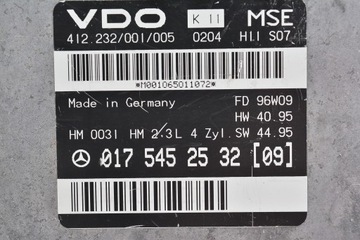 VDO K II MSE
412.232/001/005 0204 H11 S07
*M001065011072*
Made in Germany FD 96W09
HW 40.95
HM 0031 HM 2.3L 4 Zyl. SW 44.95
017 545 25 32 [09]